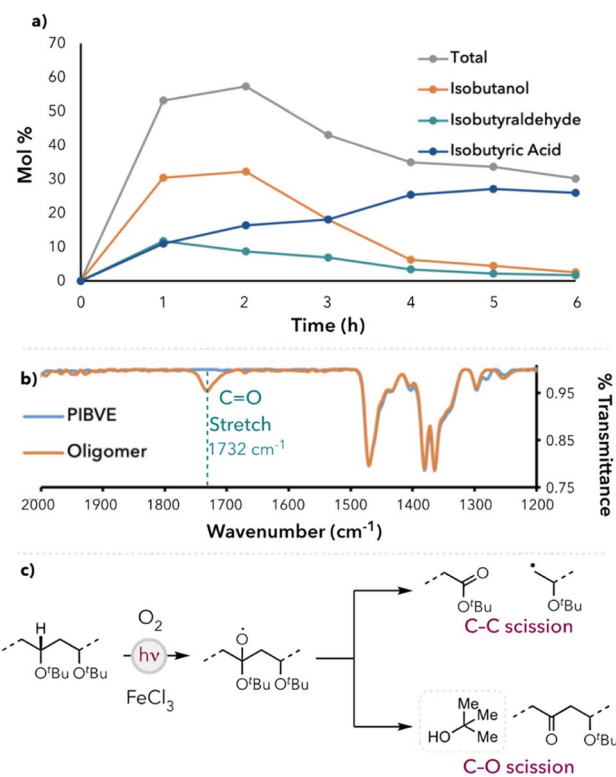 a)
70
60
50
40
30
20
10
0
Mol %
Total
Isobutanol
Isobutyraldehyde
Isobutyric Acid
0 1 2 3 4 5 6
Time (h)
b)
PIBVE
Oligomer
C=O
Stretch
1732 cm⁻¹
0.95
0.85
0.75
% Transmittance
2000 1900 1800 1700 1600 1500 1400 1300 1200
Wavenumber (cm⁻¹)
c)
H
OᵗBu OᵗBu
O₂
hν
FeCl₃
O
OᵗBu OᵗBu
O
OᵗBu
OᵗBu
C-C scission
Me
Me
HO
Me
O
OᵗBu
C-O scission